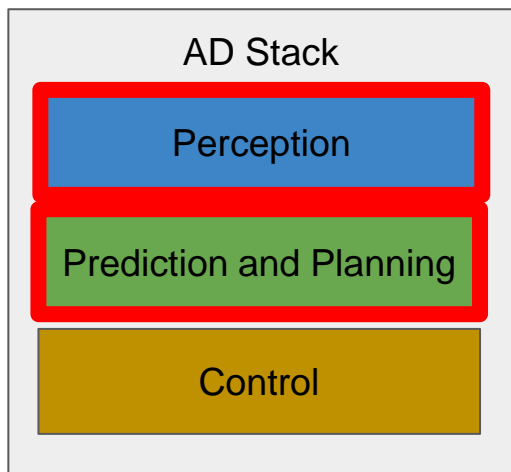 AD Stack
Perception
Prediction and Planning
Control